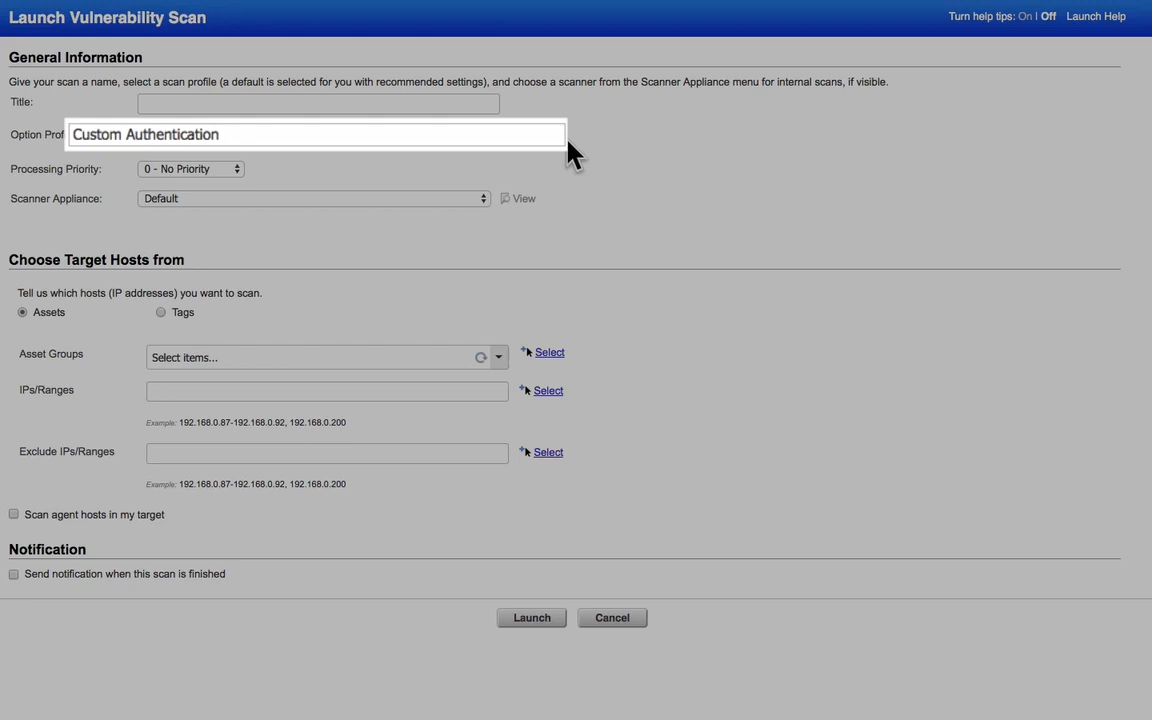 Launch Vulnerability Scan
Turn help tips: On | Off Launch Help
General Information
Give your scan a name, select a scan profile (a default is selected for you with recommended settings), and choose a scanner from the Scanner Appliance menu for internal scans, if visible.
Title:
Option Prof Custom Authentication
Processing Priority: 0 - No Priority
Scanner Appliance: Default View
Choose Target Hosts from
Tell us which hosts (IP addresses) you want to scan.
Assets Tags
Asset Groups Select items... Select
IPs/Ranges Select
Example: 192.168.0.87-192.168.0.92, 192.168.0.200
Exclude IPs/Ranges Select
Example: 192.168.0.87-192.168.0.92, 192.168.0.200
Scan agent hosts in my target
Notification
Send notification when this scan is finished
Launch Cancel